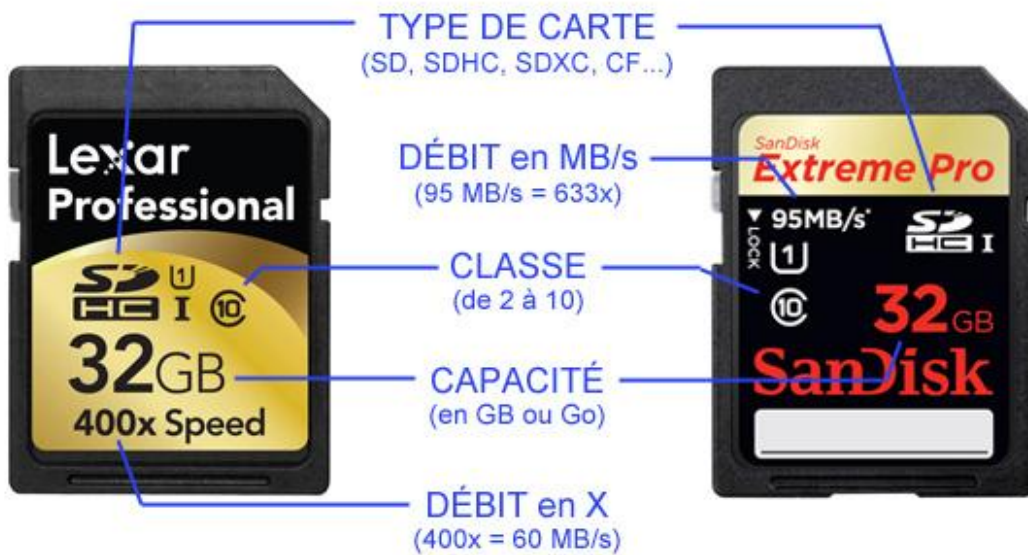 TYPE DE CARTE
(SD, SDHC, SDXC, CF...)
Lexar
Professional
SD
HC I
1
10
32GB
400x Speed
DÉBIT en MB/s
(95 MB/s = 633x)
CLASSE
(de 2 à 10)
CAPACITÉ
(en GB ou Go)
DÉBIT en X
(400x = 60 MB/s)
SanDisk
Extreme Pro
95MB/s*
LOCK
SD
HC I
1
10
32GB
SanDisk